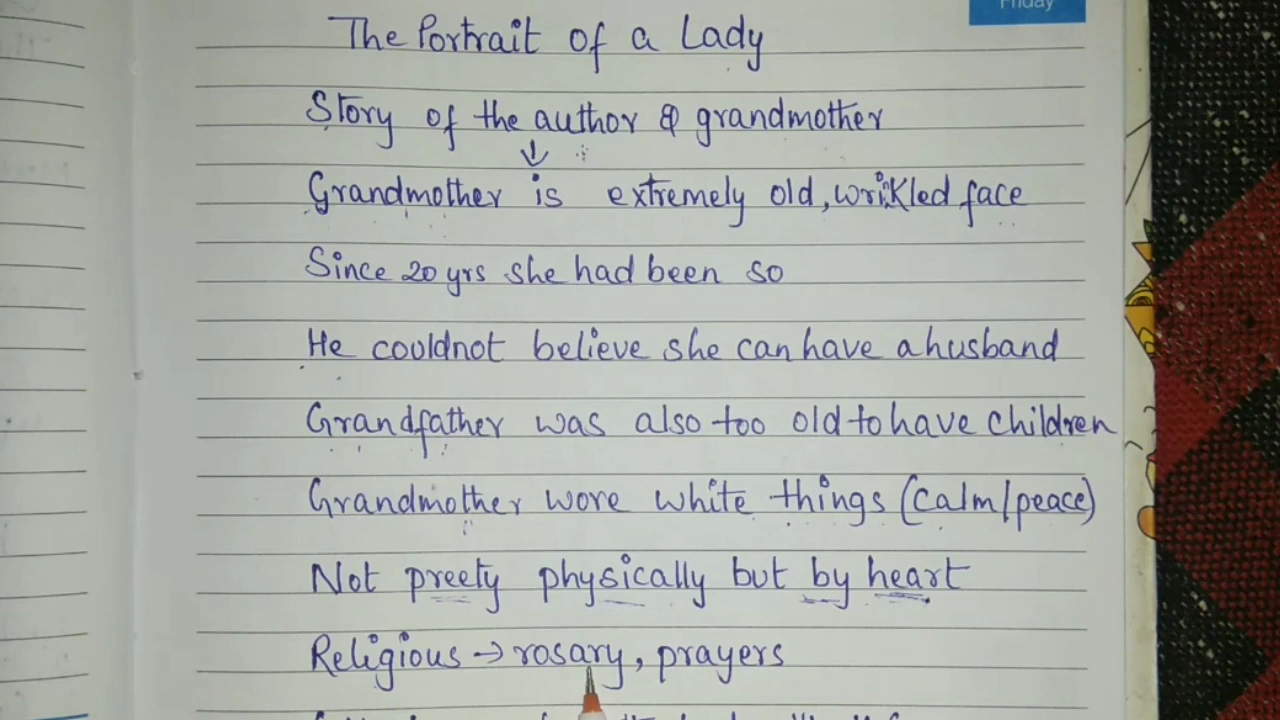 Friday
The Portrait of a Lady
Story of the author & grandmother
↓
Grandmother is extremely old, wrikled face
Since 20 yrs she had been so
He couldnot believe she can have a husband
Grandfather was also too old to have children
Grandmother wore white things (calm/peace)
Not preety physically but by heart
Religious → rosary, prayers